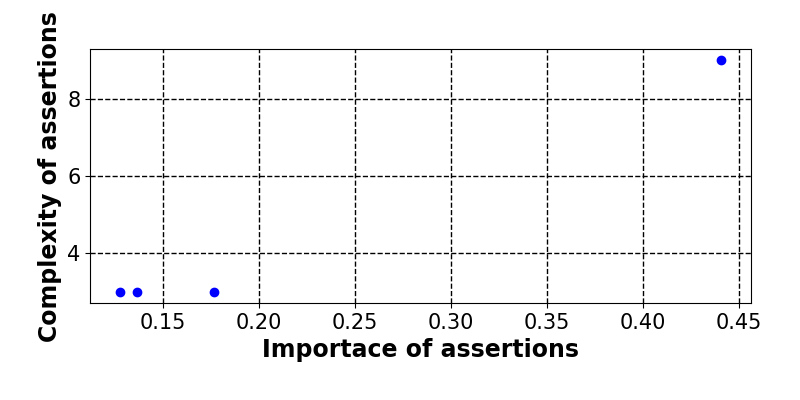 Complexity of assertions
8
6
4
0.15 0.20 0.25 0.30 0.35 0.40 0.45
Importace of assertions